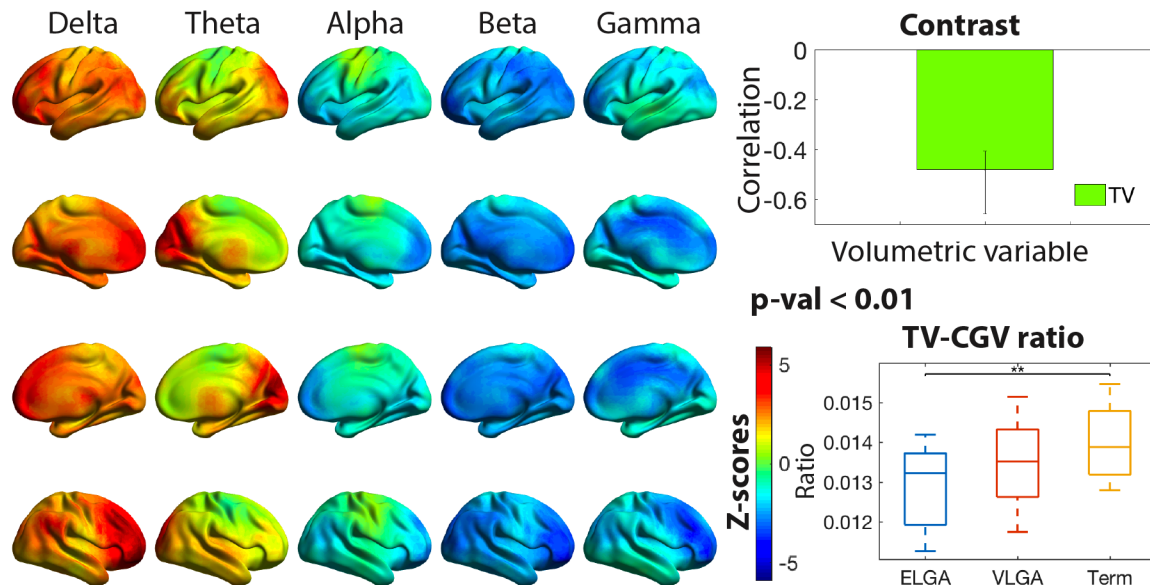 Delta Theta Alpha Beta Gamma
Contrast
0
-0.2
-0.4
-0.6
Correlation
TV
Volumetric variable
p-val < 0.01
5
0
-5
Z-scores
TV-CGV ratio
**
0.015
0.014
0.013
0.012
Ratio
ELGA VLGA Term